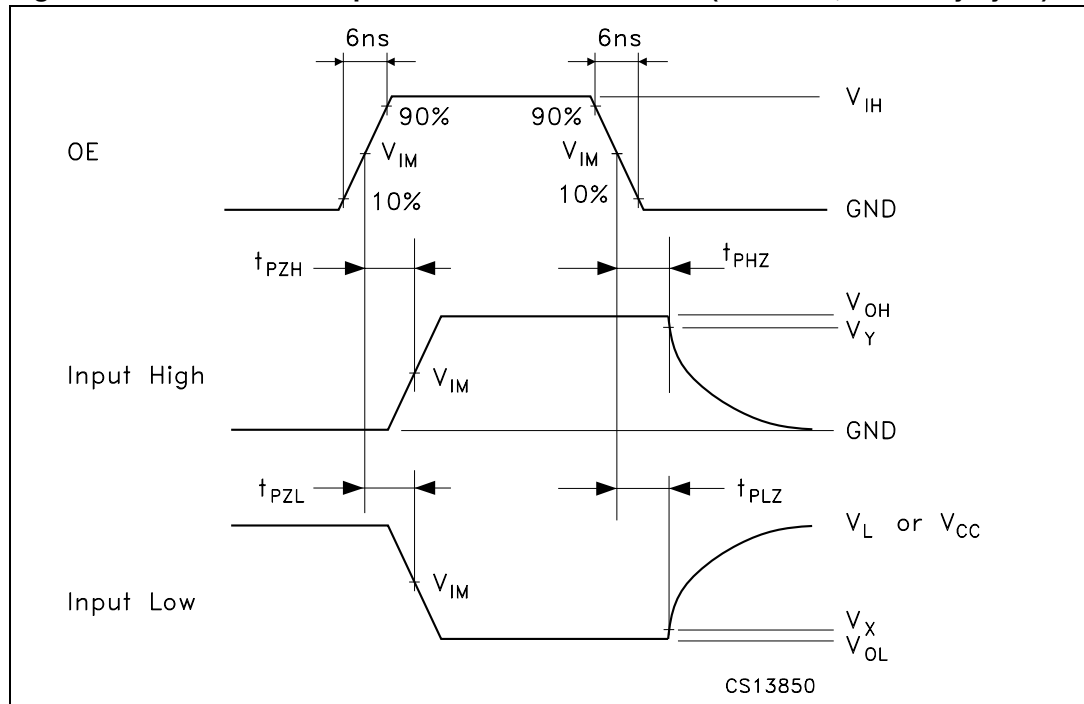 6ns 6ns
V_IH
90% 90%
OE V_IM V_IM
10% 10%
GND
t_PZH t_PHZ
V_OH
V_Y
Input High V_IM
GND
t_PZL t_PLZ
V_L or V_CC
V_IM
Input Low
V_X
V_OL
CS13850